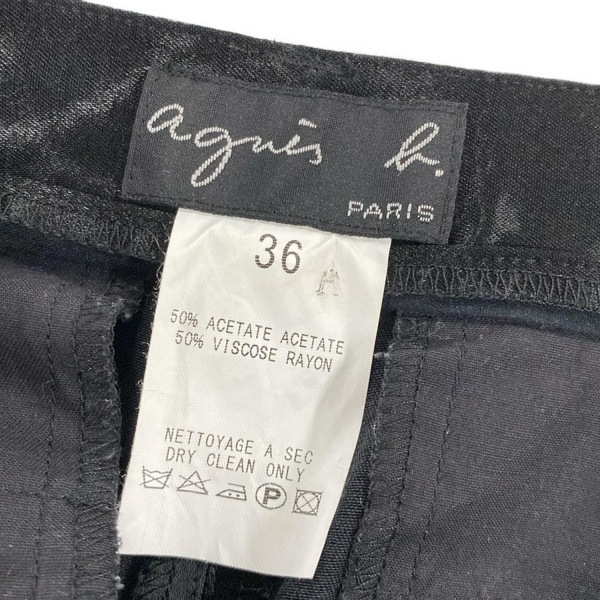 agnès b.
PARIS
36 A
50% ACETATE ACETATE
50% VISCOSE RAYON
NETTOYAGE A SEC
DRY CLEAN ONLY
P